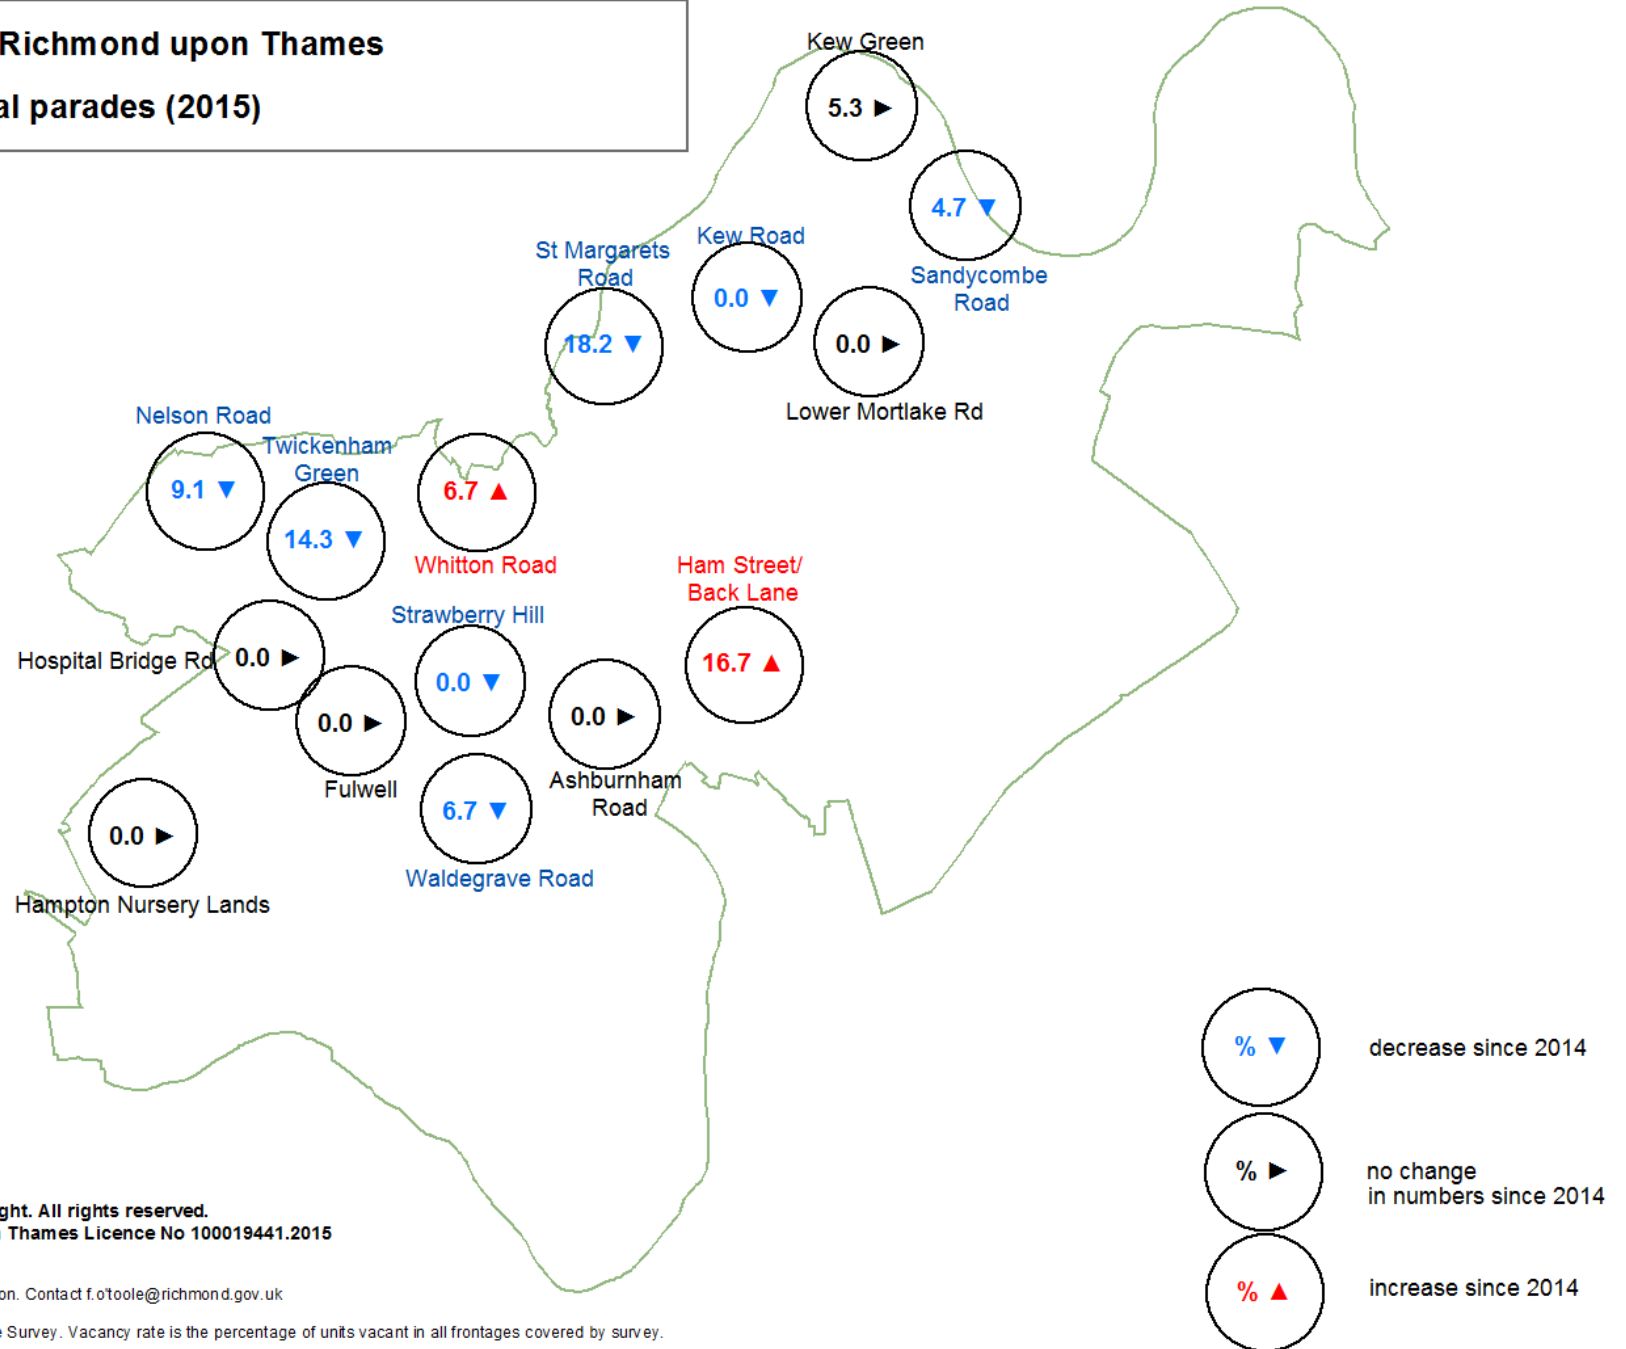 Richmond upon Thames
al parades (2015)
Kew Green
5.3 ►
4.7 ▼
Sandycombe
Road
Kew Road
0.0 ▼
St Margarets
Road
18.2 ▼
0.0 ►
Lower Mortlake Rd
Nelson Road
9.1 ▼
Twickenham
Green
14.3 ▼
6.7 ▲
Whitton Road
Ham Street/
Back Lane
16.7 ▲
Strawberry Hill
0.0 ▼
Hospital Bridge Rd
0.0 ►
0.0 ►
Fulwell
0.0 ►
Ashburnham
Road
6.7 ▼
Waldegrave Road
0.0 ►
Hampton Nursery Lands
% ▼ decrease since 2014
% ► no change
in numbers since 2014
% ▲ increase since 2014
ght. All rights reserved.
Thames Licence No 100019441.2015
on. Contact f.o'toole@richmond.gov.uk
e Survey. Vacancy rate is the percentage of units vacant in all frontages covered by survey.